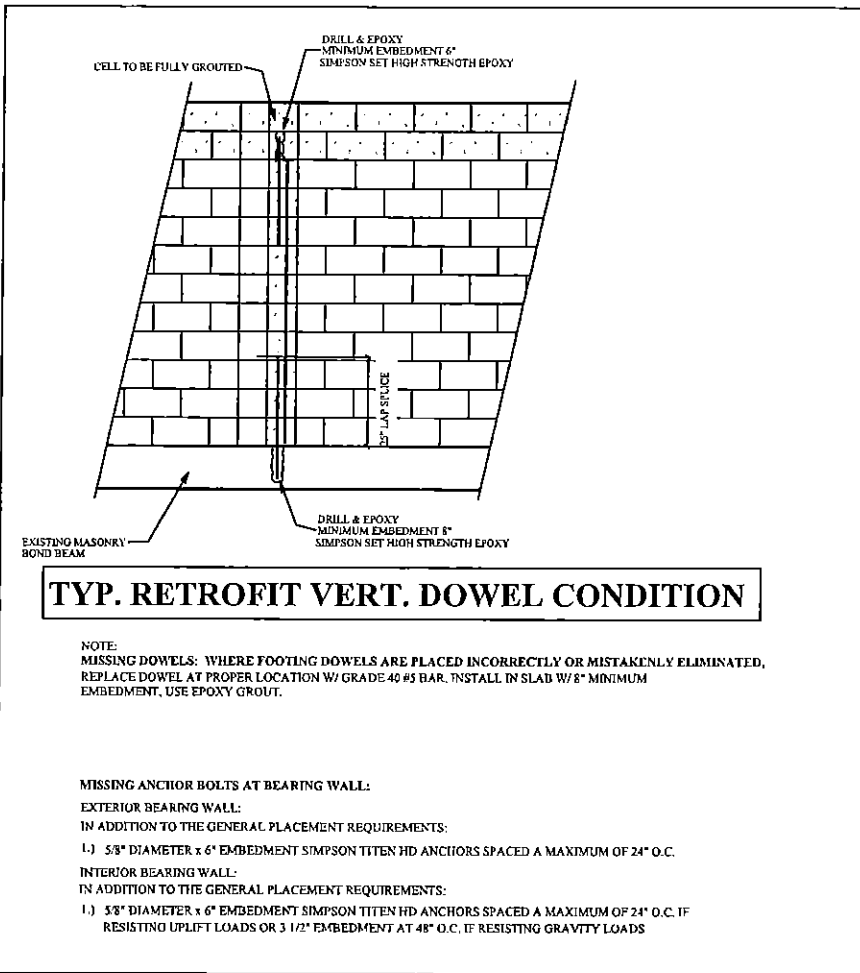 DRILL & EPOXY
MINIMUM EMBEDMENT 6"
SIMPSON SET HIGH STRENGTH EPOXY
CELL TO BE FULLY GROUTED
25" LAP SPLICE
DRILL & EPOXY
MINIMUM EMBEDMENT 8"
SIMPSON SET HIGH STRENGTH EPOXY
EXISTING MASONRY
BOND BEAM
TYP. RETROFIT VERT. DOWEL CONDITION
NOTE:
MISSING DOWELS: WHERE FOOTING DOWELS ARE PLACED INCORRECTLY OR MISTAKENLY ELIMINATED,
REPLACE DOWEL AT PROPER LOCATION W/ GRADE 40 #5 BAR, INSTALL IN SLAB W/ 8" MINIMUM
EMBEDMENT, USE EPOXY GROUT.
MISSING ANCHOR BOLTS AT BEARING WALL:
EXTERIOR BEARING WALL:
IN ADDITION TO THE GENERAL PLACEMENT REQUIREMENTS:
1.) 5/8" DIAMETER x 6" EMBEDMENT SIMPSON TITEN HD ANCHORS SPACED A MAXIMUM OF 24" O.C.
INTERIOR BEARING WALL:
IN ADDITION TO THE GENERAL PLACEMENT REQUIREMENTS:
1.) 5/8" DIAMETER x 6" EMBEDMENT SIMPSON TITEN HD ANCHORS SPACED A MAXIMUM OF 24" O.C. IF
RESISTING UPLIFT LOADS OR 3 1/2" EMBEDMENT AT 48" O.C. IF RESISTING GRAVITY LOADS